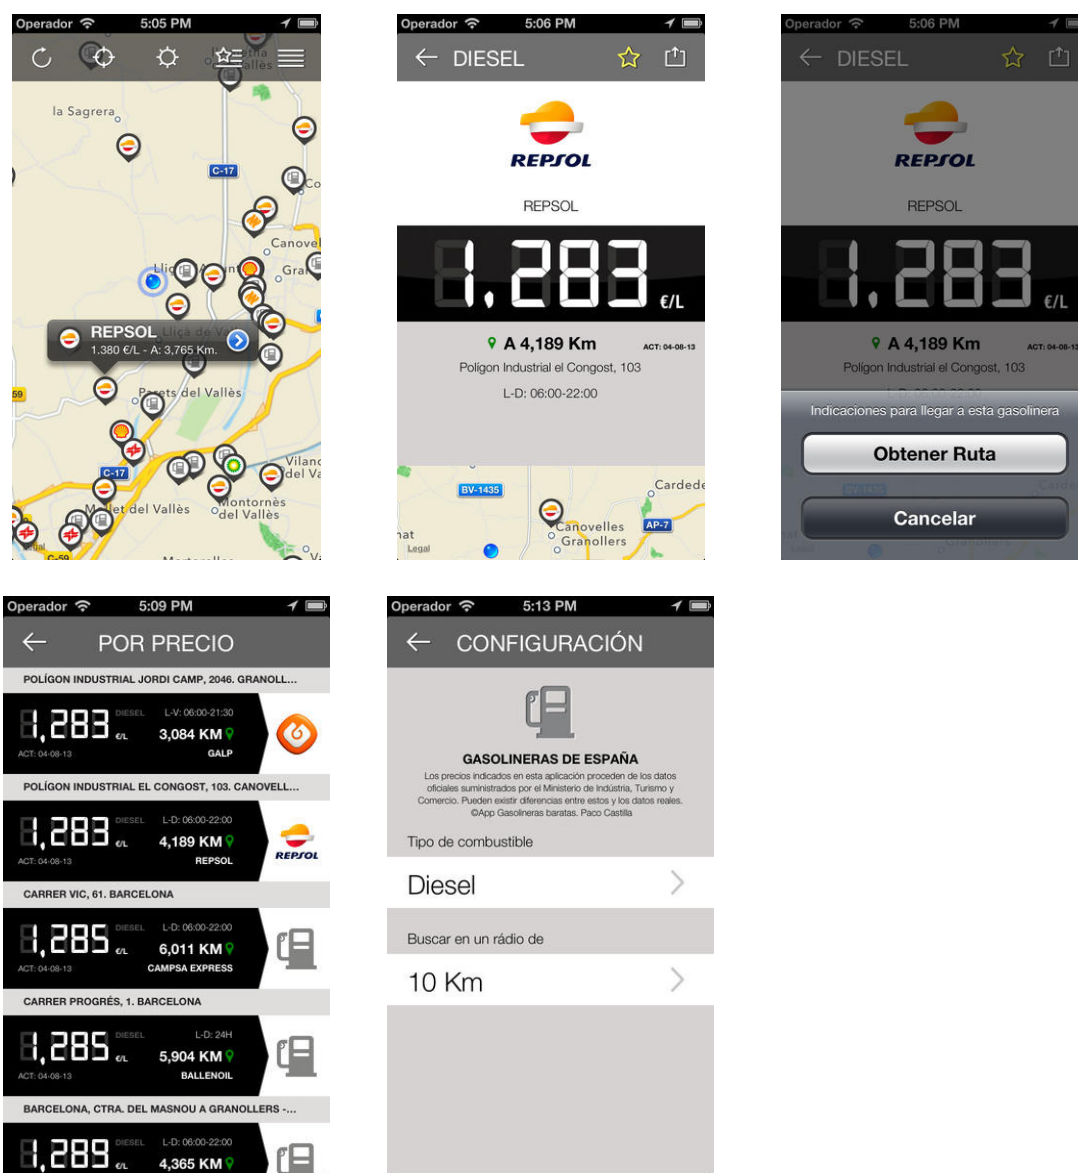 Operador 5:05 PM
la Sagrera
C-17
Canovel
REPSOL
1.380 €/L - A: 3,765 Km.
59
Parets del Vallès
C-17
Mollet del Vallès
Montornès
del Vallès
Legal
C-59
Operador 5:06 PM
DIESEL
REPSOL
REPSOL
1.283 €/L
A 4,189 Km ACT: 04-08-13
Polígon Industrial el Congost, 103
L-D: 06:00-22:00
BV-1435
Cardede
Canovelles
AP-7
Granollers
Legal
Operador 5:06 PM
DIESEL
REPSOL
REPSOL
1.283 €/L
A 4,189 Km ACT: 04-08-13
Polígon Industrial el Congost, 103
L-D: 06:00-22:00
Indicaciones para llegar a esta gasolinera
Obtener Ruta
Cancelar
Operador 5:09 PM
POR PRECIO
POLÍGON INDUSTRIAL JORDI CAMP, 2046. GRANOLL...
1,283 €/L DIESEL L-V: 06:00-21:30
3,084 KM
ACT: 04-08-13 GALP
POLÍGON INDUSTRIAL EL CONGOST, 103. CANOVELL...
1,283 €/L DIESEL L-D: 06:00-22:00
4,189 KM
REPSOL
ACT: 04-08-13 REPSOL
CARRER VIC, 61. BARCELONA
1,285 €/L DIESEL L-D: 06:00-22:00
6,011 KM
ACT: 04-08-13 CAMPSA EXPRESS
CARRER PROGRÉS, 1. BARCELONA
1,285 €/L DIESEL L-D: 24H
5,904 KM
ACT: 04-08-13 BALLENOIL
BARCELONA, CTRA. DEL MASNOU A GRANOLLERS -...
1,289 €/L DIESEL L-D: 06:00-22:00
4,365 KM
Operador 5:13 PM
CONFIGURACIÓN
GASOLINERAS DE ESPAÑA
Los precios indicados en esta aplicación proceden de los datos
oficiales suministrados por el Ministerio de Indústria, Turismo y
Comercio. Pueden existir diferencias entre estos y los datos reales.
©App Gasolineras baratas. Paco Castilla
Tipo de combustible
Diesel
Buscar en un rádio de
10 Km